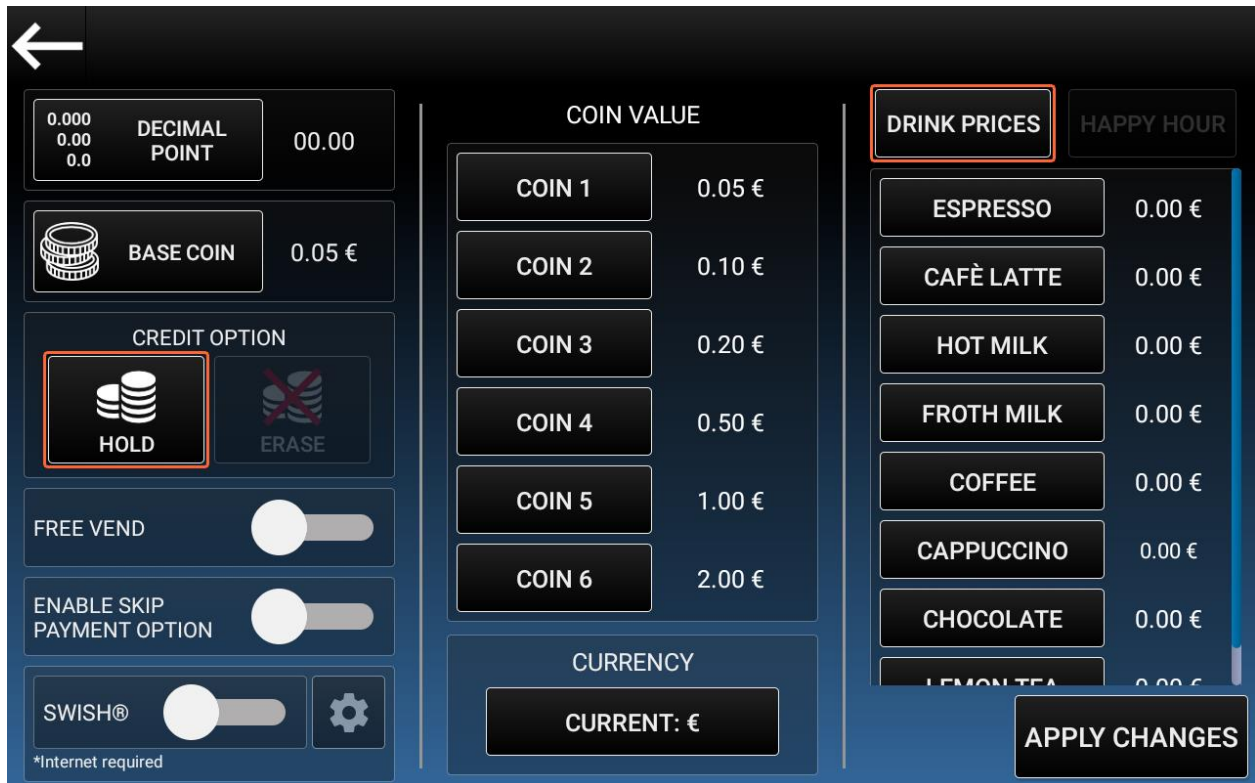 0.000
0.00
0.0
DECIMAL
POINT
00.00
BASE COIN
0.05 €
CREDIT OPTION
HOLD
ERASE
FREE VEND
ENABLE SKIP
PAYMENT OPTION
SWISH®
*Internet required
COIN VALUE
COIN 1 0.05 €
COIN 2 0.10 €
COIN 3 0.20 €
COIN 4 0.50 €
COIN 5 1.00 €
COIN 6 2.00 €
CURRENCY
CURRENT: €
DRINK PRICES
HAPPY HOUR
ESPRESSO 0.00 €
CAFÈ LATTE 0.00 €
HOT MILK 0.00 €
FROTH MILK 0.00 €
COFFEE 0.00 €
CAPPUCCINO 0.00 €
CHOCOLATE 0.00 €
LEMON TEA 0.00 €
APPLY CHANGES